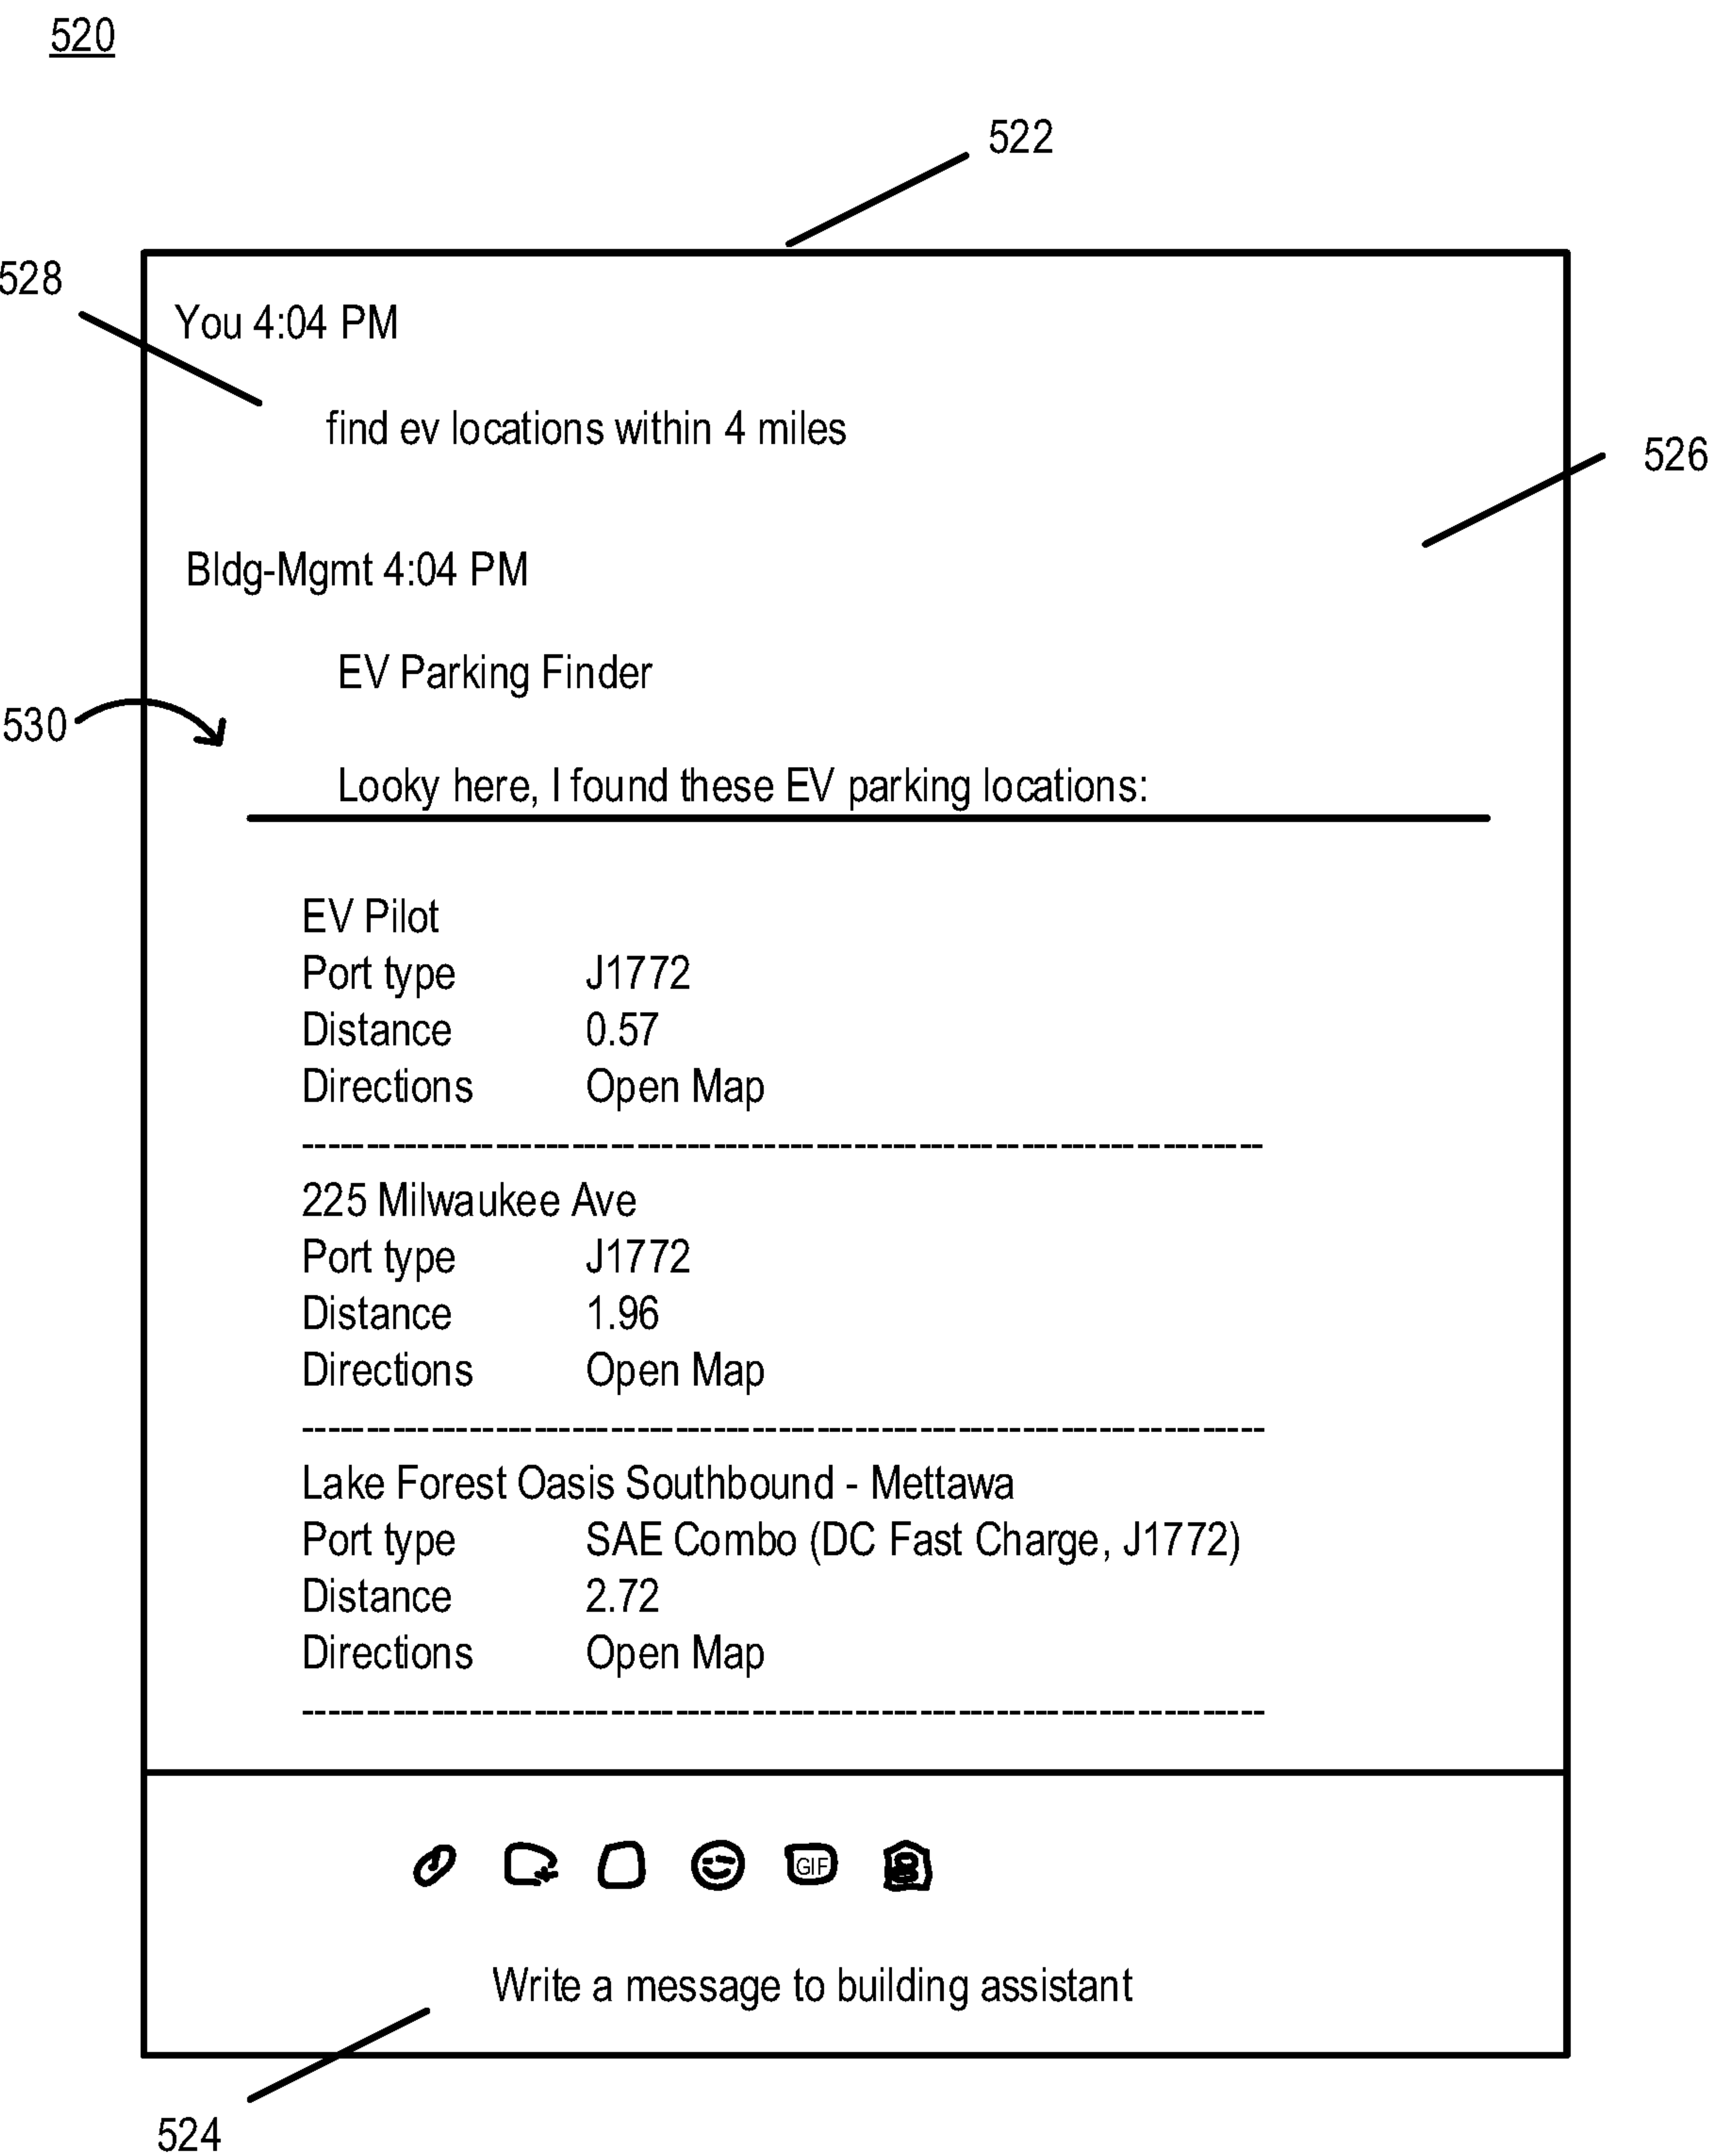 520
522
528
You 4:04 PM
find ev locations within 4 miles
526
Bldg-Mgmt 4:04 PM
EV Parking Finder
530
Looky here, I found these EV parking locations:
EV Pilot
Port type J1772
Distance 0.57
Directions Open Map
-----------------------------------------------------------------------------
225 Milwaukee Ave
Port type J1772
Distance 1.96
Directions Open Map
-----------------------------------------------------------------------------
Lake Forest Oasis Southbound - Mettawa
Port type SAE Combo (DC Fast Charge, J1772)
Distance 2.72
Directions Open Map
-----------------------------------------------------------------------------
GIF
Write a message to building assistant
524